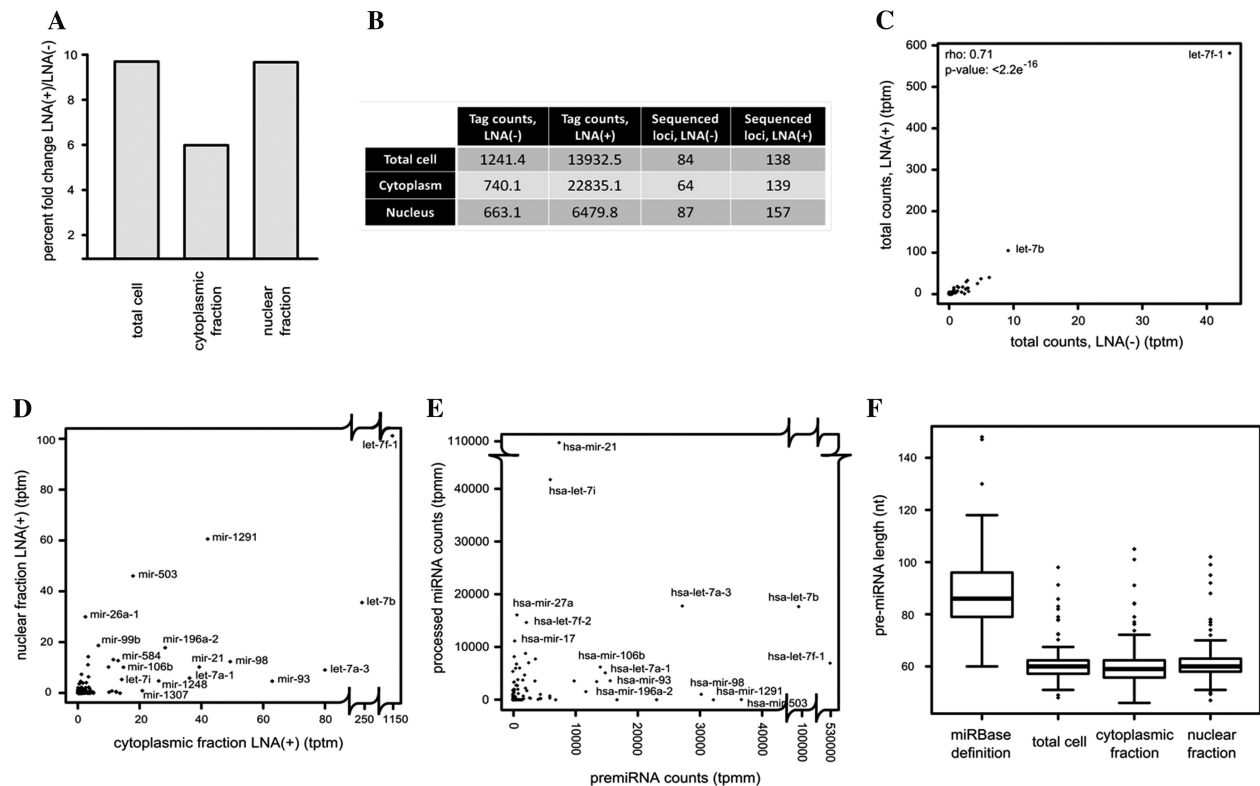 A
percent fold change LNA(+)/LNA(-)
10
8
6
4
2
total cell
cytoplasmic
fraction
nuclear
fraction
B
Tag counts, LNA(-) Tag counts, LNA(+) Sequenced loci, LNA(-) Sequenced loci, LNA(+)
Total cell 1241.4 13932.5 84 138
Cytoplasm 740.1 22835.1 64 139
Nucleus 663.1 6479.8 87 157
C
total counts, LNA(+) (tptm)
600
500
400
300
200
100
0
rho: 0.71
p-value: <2.2e-16
let-7f-1
let-7b
0 10 20 30 40
total counts, LNA(-) (tptm)
D
nuclear fraction LNA(+) (tptm)
100
80
60
40
20
0
let-7f-1
mir-1291
mir-503
let-7b
mir-26a-1
mir-99b
mir-196a-2
mir-584
mir-21
mir-98
mir-106b
let-7a-3
let-7i
let-7a-1
mir-93
mir-1248
mir-1307
0 20 40 60 80 250 1150
cytoplasmic fraction LNA(+) (tptm)
E
processed miRNA counts (tpmm)
110000
40000
30000
20000
10000
0
hsa-mir-21
hsa-let-7i
hsa-let-7a-3
hsa-let-7b
hsa-mir-27a
hsa-let-7f-2
hsa-mir-17
hsa-mir-106b
hsa-let-7f-1
hsa-let-7a-1
hsa-mir-93
hsa-mir-98
hsa-mir-196a-2
hsa-mir-1291
hsa-mir-503
0 10000 20000 30000 40000 100000 530000
premiRNA counts (tpmm)
F
pre-miRNA length (nt)
140
120
100
80
60
miRBase
definition
total cell
cytoplasmic
fraction
nuclear
fraction